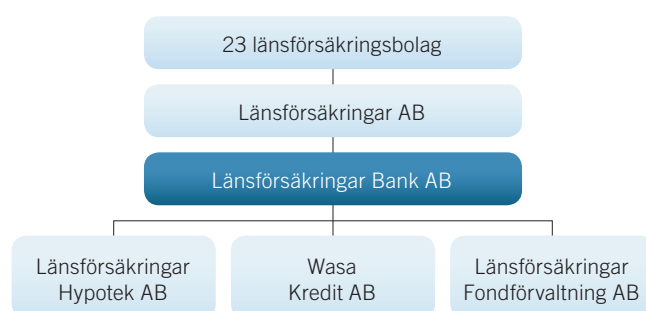 23 länsförsäkringsbolag
Länsförsäkringar AB
Länsförsäkringar Bank AB
Länsförsäkringar
Hypotek AB
Wasa
Kredit AB
Länsförsäkringar
Fondförvaltning AB